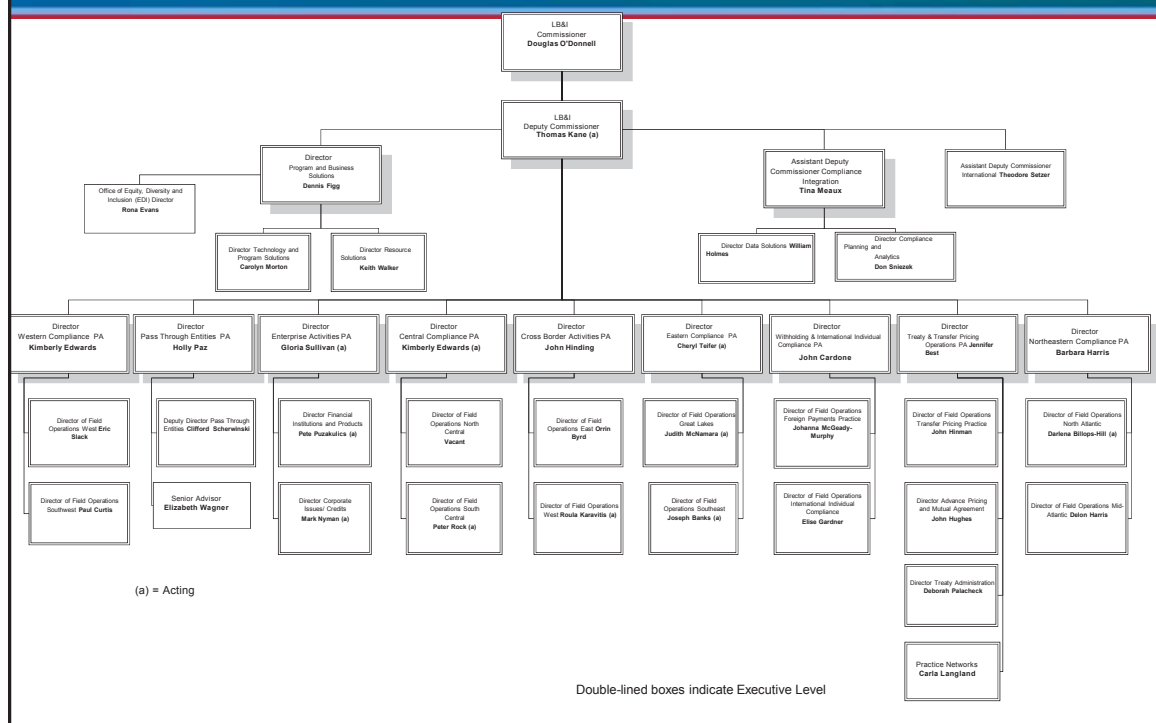 LB&I
Commissioner
Douglas O'Donnell
LB&I
Deputy Commissioner
Thomas Kane (a)
Director
Program and Business
Solutions
Dennis Figg
Assistant Deputy
Commissioner Compliance
Integration
Tina Meaux
Assistant Deputy Commissioner
International Theodore Setzer
Office of Equity, Diversity and
Inclusion (EDI) Director
Rona Evans
Director Technology and
Program Solutions
Carolyn Morton
Director Resource
Solutions
Keith Walker
Director Data Solutions William
Holmes
Director Compliance
Planning and
Analytics
Don Sniezek
Director
Western Compliance PA
Kimberly Edwards
Director
Pass Through Entities PA
Holly Paz
Director
Enterprise Activities PA
Gloria Sullivan (a)
Director
Central Compliance PA
Kimberly Edwards (a)
Director
Cross Border Activities PA
John Hinding
Director
Eastern Compliance PA
Cheryl Teifer (a)
Director
Withholding & International Individual
Compliance PA
John Cardone
Director
Treaty & Transfer Pricing
Operations PA Jennifer
Best
Director
Northeastern Compliance PA
Barbara Harris
Director of Field
Operations West Eric
Slack
Deputy Director Pass Through
Entities Clifford Scherwinski
Director Financial
Institutions and Products
Pete Puzakulics (a)
Director of Field
Operations North
Central
Vacant
Director of Field
Operations East Orrin
Byrd
Director of Field Operations
Great Lakes
Judith McNamara (a)
Director of Field Operations
Foreign Payments Practice
Johanna McGeady-
Murphy
Director of Field Operations
Transfer Pricing Practice
John Hinman
Director of Field Operations
North Atlantic
Darlena Billops-Hill (a)
Director of Field Operations
Southwest Paul Curtis
Senior Advisor
Elizabeth Wagner
Director Corporate
Issues/ Credits
Mark Nyman (a)
Director of Field
Operations South
Central
Peter Rock (a)
Director of Field Operations
West Roula Karavitis (a)
Director of Field
Operations Southeast
Joseph Banks (a)
Director of Field Operations
International Individual
Compliance
Elise Gardner
Director Advance Pricing
and Mutual Agreement
John Hughes
Director of Field Operations Mid-
Atlantic Delon Harris
(a) = Acting
Director Treaty Administration
Deborah Palacheck
Practice Networks
Carla Langland
Double-lined boxes indicate Executive Level